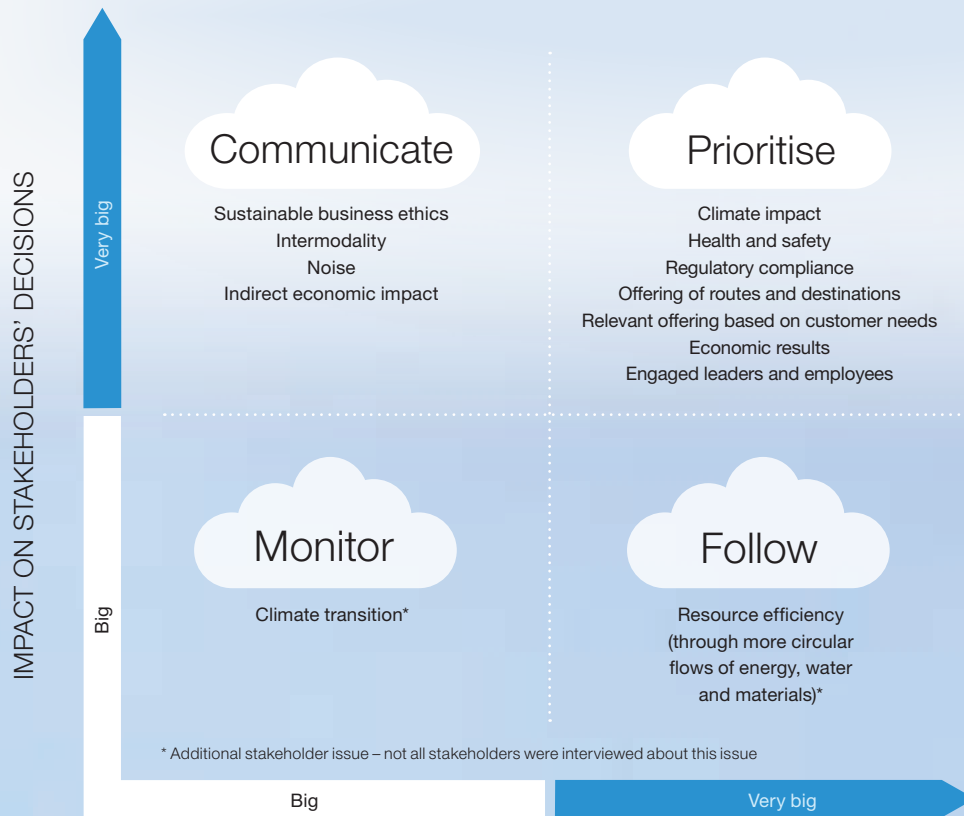 IMPACT ON STAKEHOLDERS’ DECISIONS
Very big
Big
Communicate
Sustainable business ethics
Intermodality
Noise
Indirect economic impact
Prioritise
Climate impact
Health and safety
Regulatory compliance
Offering of routes and destinations
Relevant offering based on customer needs
Economic results
Engaged leaders and employees
Monitor
Climate transition*
Follow
Resource efficiency
(through more circular
flows of energy, water
and materials)*
* Additional stakeholder issue – not all stakeholders were interviewed about this issue
Big
Very big